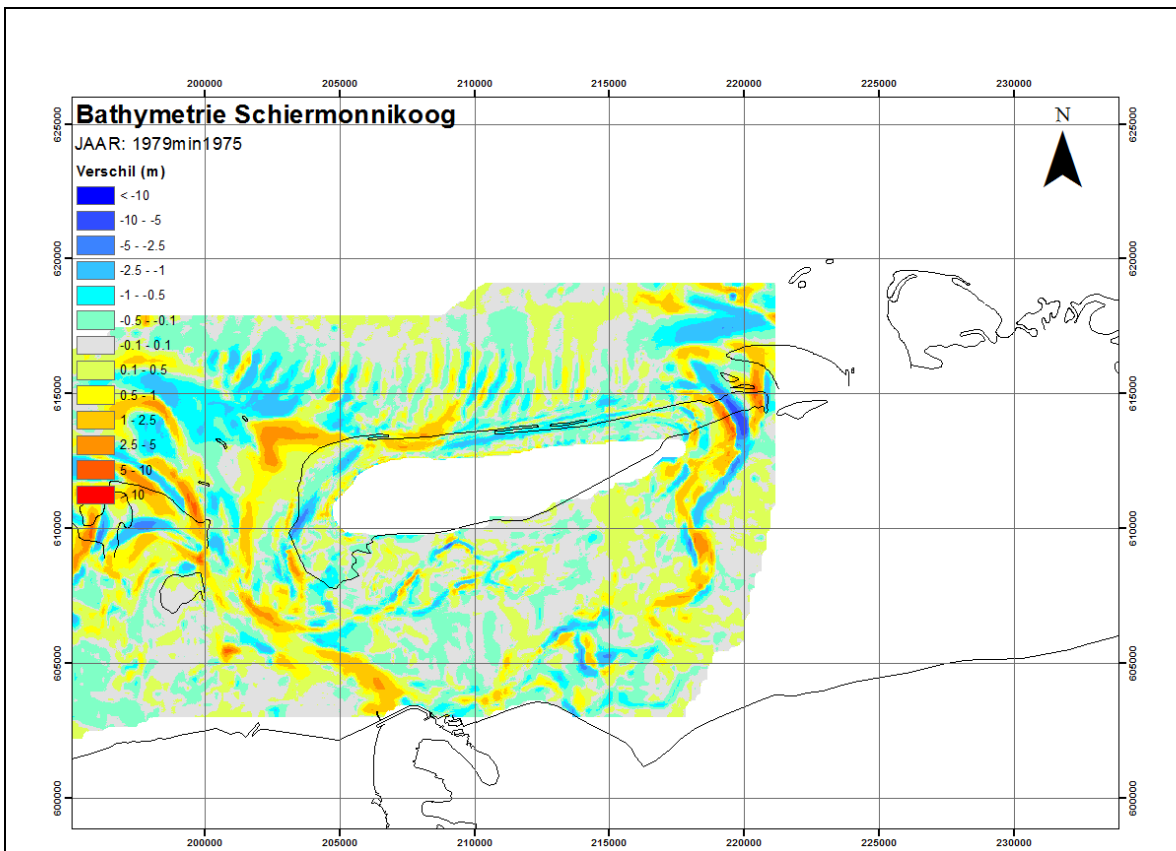 200000 205000 210000 215000 220000 225000 230000
Bathymetrie Schiermonnikoog
JAAR: 1979min1975
Verschil (m)
< -10
-10 - -5
-5 - -2.5
-2.5 - -1
-1 - -0.5
-0.5 - -0.1
-0.1 - 0.1
0.1 - 0.5
0.5 - 1
1 - 2.5
2.5 - 5
5 - 10
> 10
N
625000 625000
620000 620000
615000 615000
610000 610000
605000 605000
600000 600000
200000 205000 210000 215000 220000 225000 230000